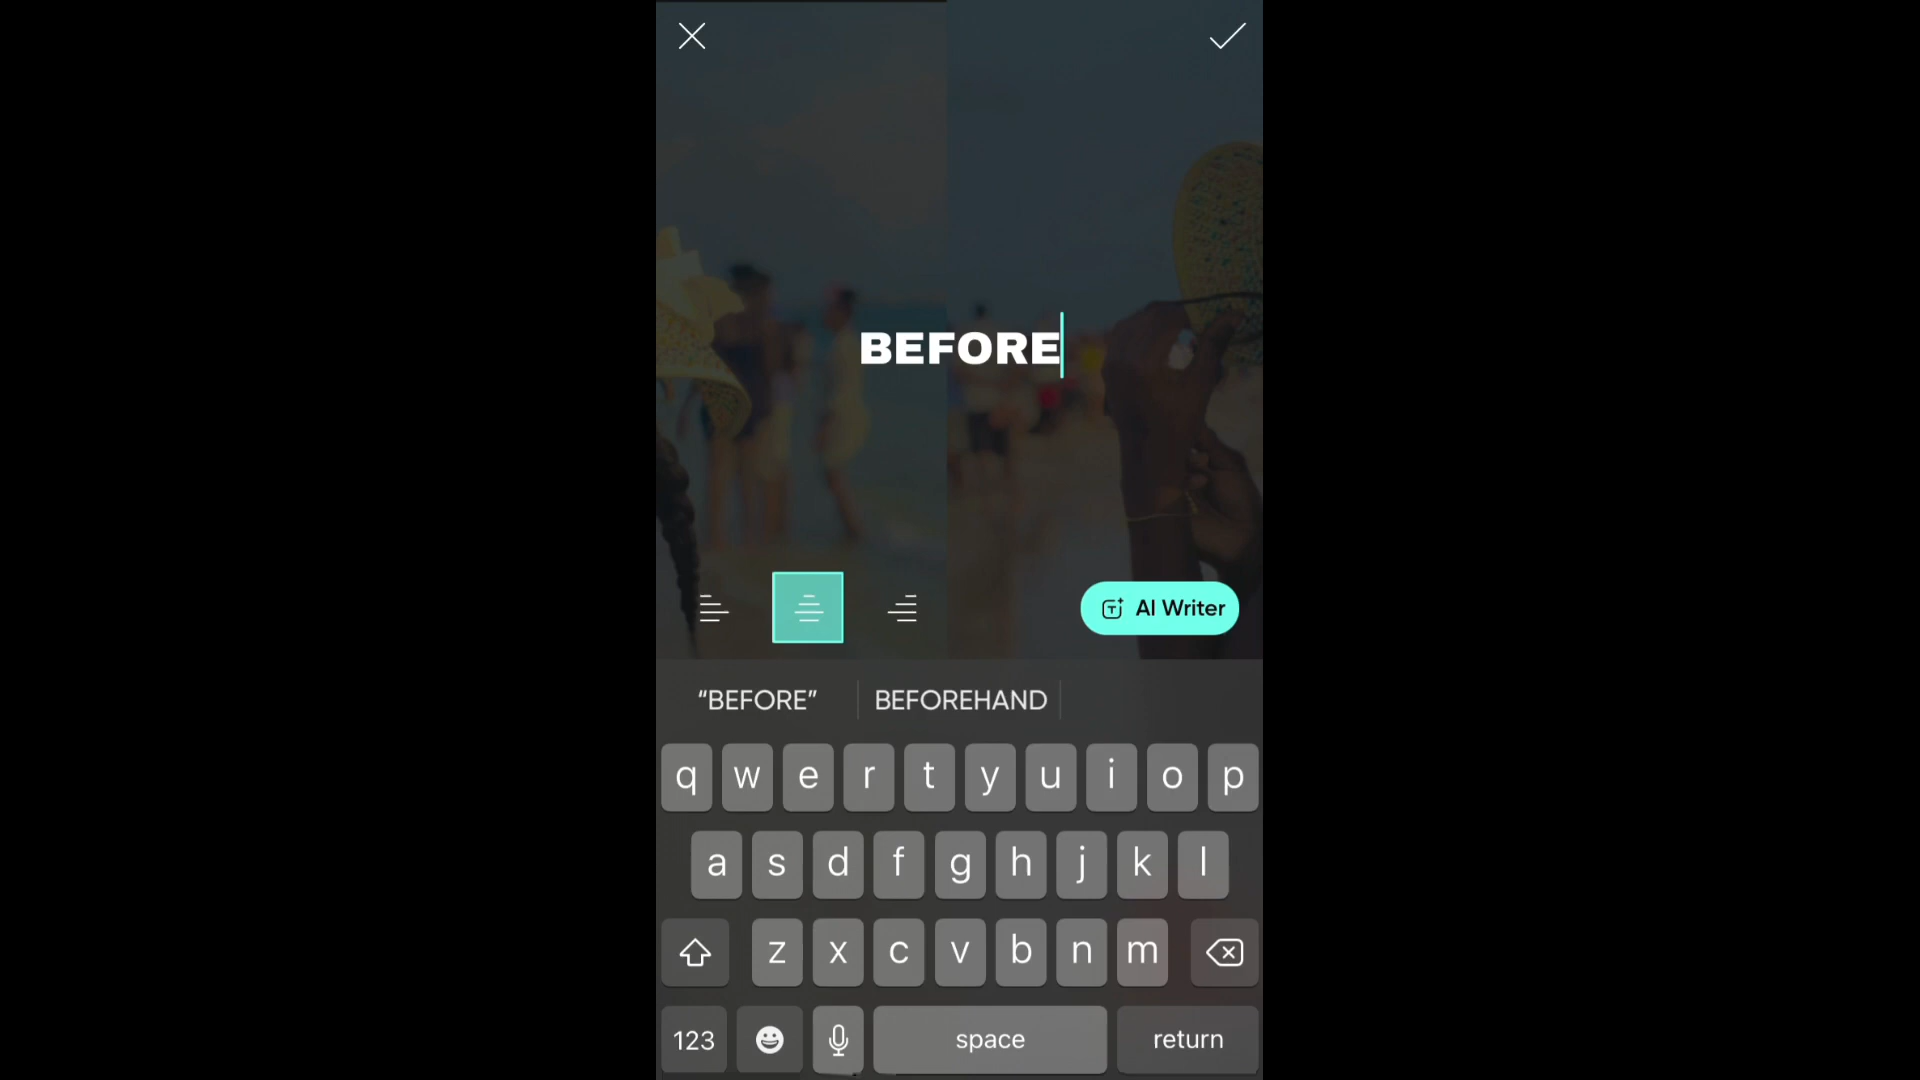 BEFORE
AI Writer
“BEFORE” BEFOREHAND
q w e r t y u i o p
a s d f g h j k l
z x c v b n m
123 space return